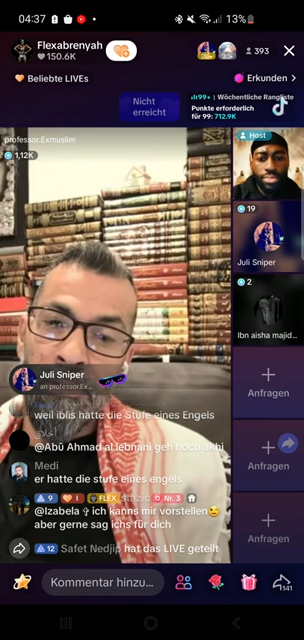 04:37
13%
Flexabrenyah
150.6K
393
Beliebte LIVEs
Erkunden >
Nicht erreicht
99+ | Wöchentliche Rangliste
Punkte erforderlich
für 99: 712.9K
professor.Exmuslim
1,12K
Host
19
Juli Sniper
2
Ibn aisha majid...
Anfragen
Anfragen
Anfragen
Juli Sniper
an professor.Ex...
weil iblis hatte die Stufe eines Engels
@Abū Ahmad al lebnani geh hoch akhi
Medi
er hatte die stufe eines engels
9 1 FLEX Nr. 3
@Izabela ich kanns mir vorstellen😉
aber gerne sag ichs für dich
12 Safet Nedjip hat das LIVE geteilt
Kommentar hinzu...
141